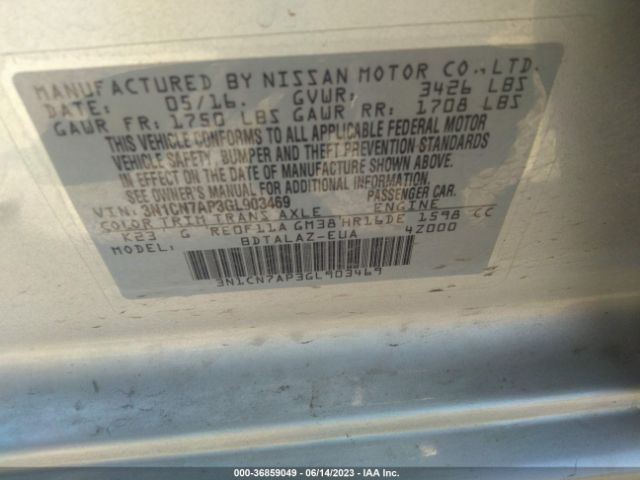 MANUFACTURED BY NISSAN MOTOR CO.,LTD.
DATE: 05/16. GVWR: 3426 LBS
GAWR FR: 1750 LBS GAWR RR: 1708 LBS
THIS VEHICLE CONFORMS TO ALL APPLICABLE FEDERAL MOTOR
VEHICLE SAFETY, BUMPER AND THEFT PREVENTION STANDARDS
IN EFFECT ON THE DATE OF MANUFACTURE SHOWN ABOVE.
SEE OWNER'S MANUAL FOR ADDITIONAL INFORMATION.
VIN: 3N1CN7AP3GL903469 PASSENGER CAR.
COLOR TRIM TRANS AXLE ENGINE
K23 G RE0F11A GM38 HR16DE 1598 CC
MODEL: BDTALAZ-EUA 4Z000
3N1CN7AP3GL903469
000-36859049 - 06/14/2023 - IAA Inc.